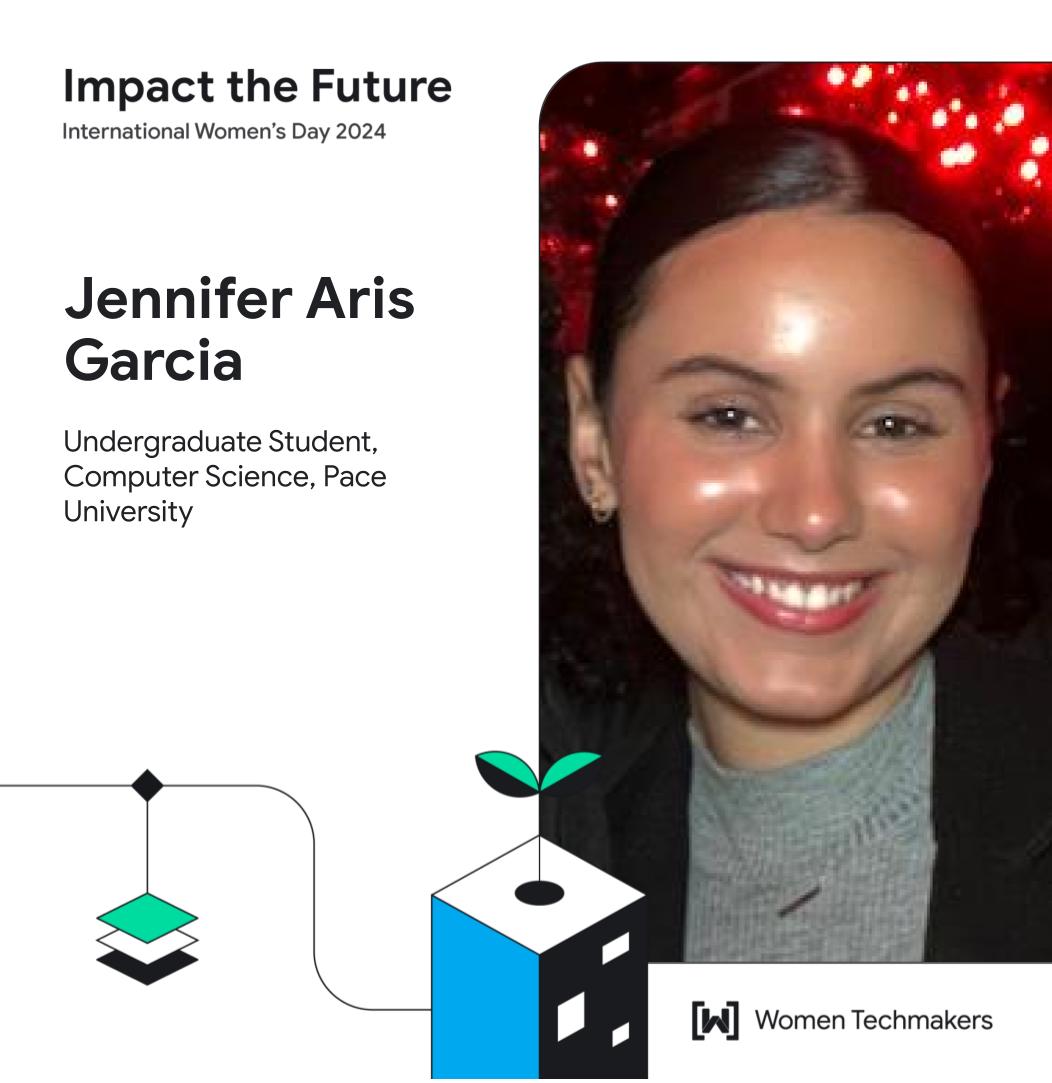 Impact the Future
International Women's Day 2024
Jennifer Aris
Garcia
Undergraduate Student,
Computer Science, Pace
University
[W] Women Techmakers